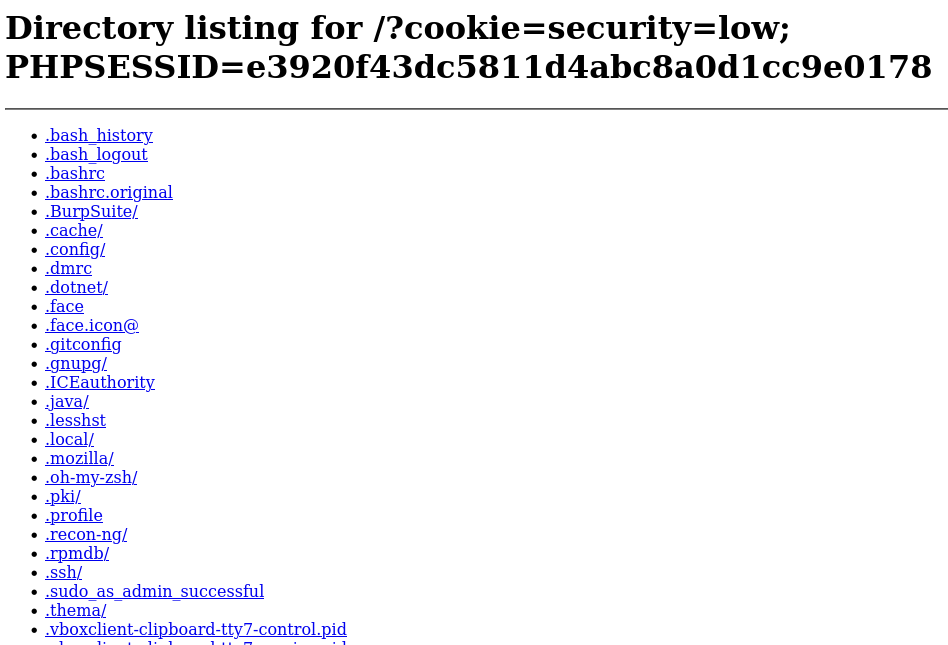 Directory listing for /?cookie=security=low;
PHPSESSID=e3920f43dc5811d4abc8a0d1cc9e0178
.bash_history
.bash_logout
.bashrc
.bashrc.original
.BurpSuite/
.cache/
.config/
.dmrc
.dotnet/
.face
.face.icon@
.gitconfig
.gnupg/
.ICEauthority
.java/
.lesshst
.local/
.mozilla/
.oh-my-zsh/
.pki/
.profile
.recon-ng/
.rpmdb/
.ssh/
.sudo_as_admin_successful
.thema/
.vboxclient-clipboard-tty7-control.pid